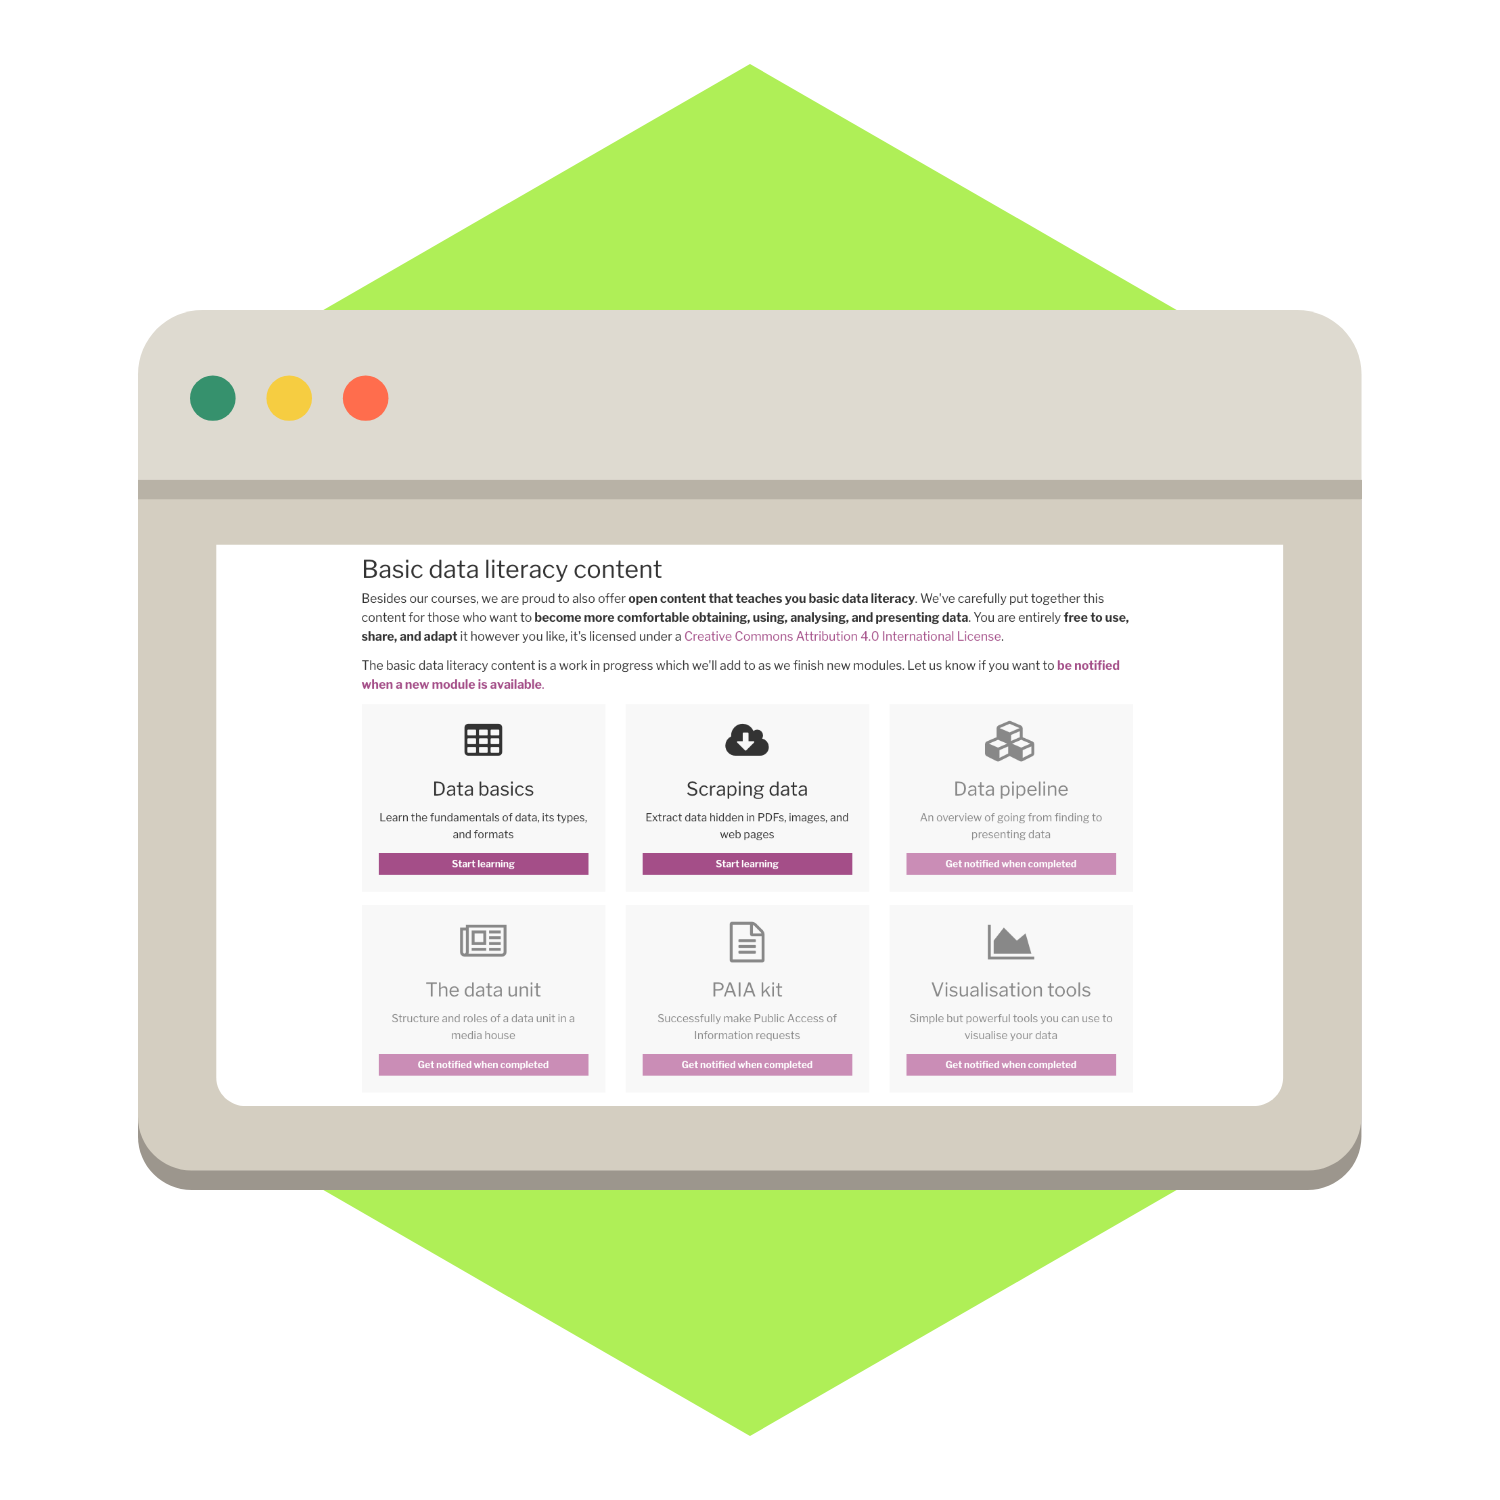 Basic data literacy content
Besides our courses, we are proud to also offer open content that teaches you basic data literacy. We've carefully put together this
content for those who want to become more comfortable obtaining, using, analysing, and presenting data. You are entirely free to use,
share, and adapt it however you like, it's licensed under a Creative Commons Attribution 4.0 International License.
The basic data literacy content is a work in progress which we'll add to as we finish new modules. Let us know if you want to be notified
when a new module is available.
Data basics
Learn the fundamentals of data, its types,
and formats
Start learning
Scraping data
Extract data hidden in PDFs, images, and
web pages
Start learning
Data pipeline
An overview of going from finding to
presenting data
Get notified when completed
The data unit
Structure and roles of a data unit in a
media house
Get notified when completed
PAIA kit
Successfully make Public Access of
Information requests
Get notified when completed
Visualisation tools
Simple but powerful tools you can use to
visualise your data
Get notified when completed